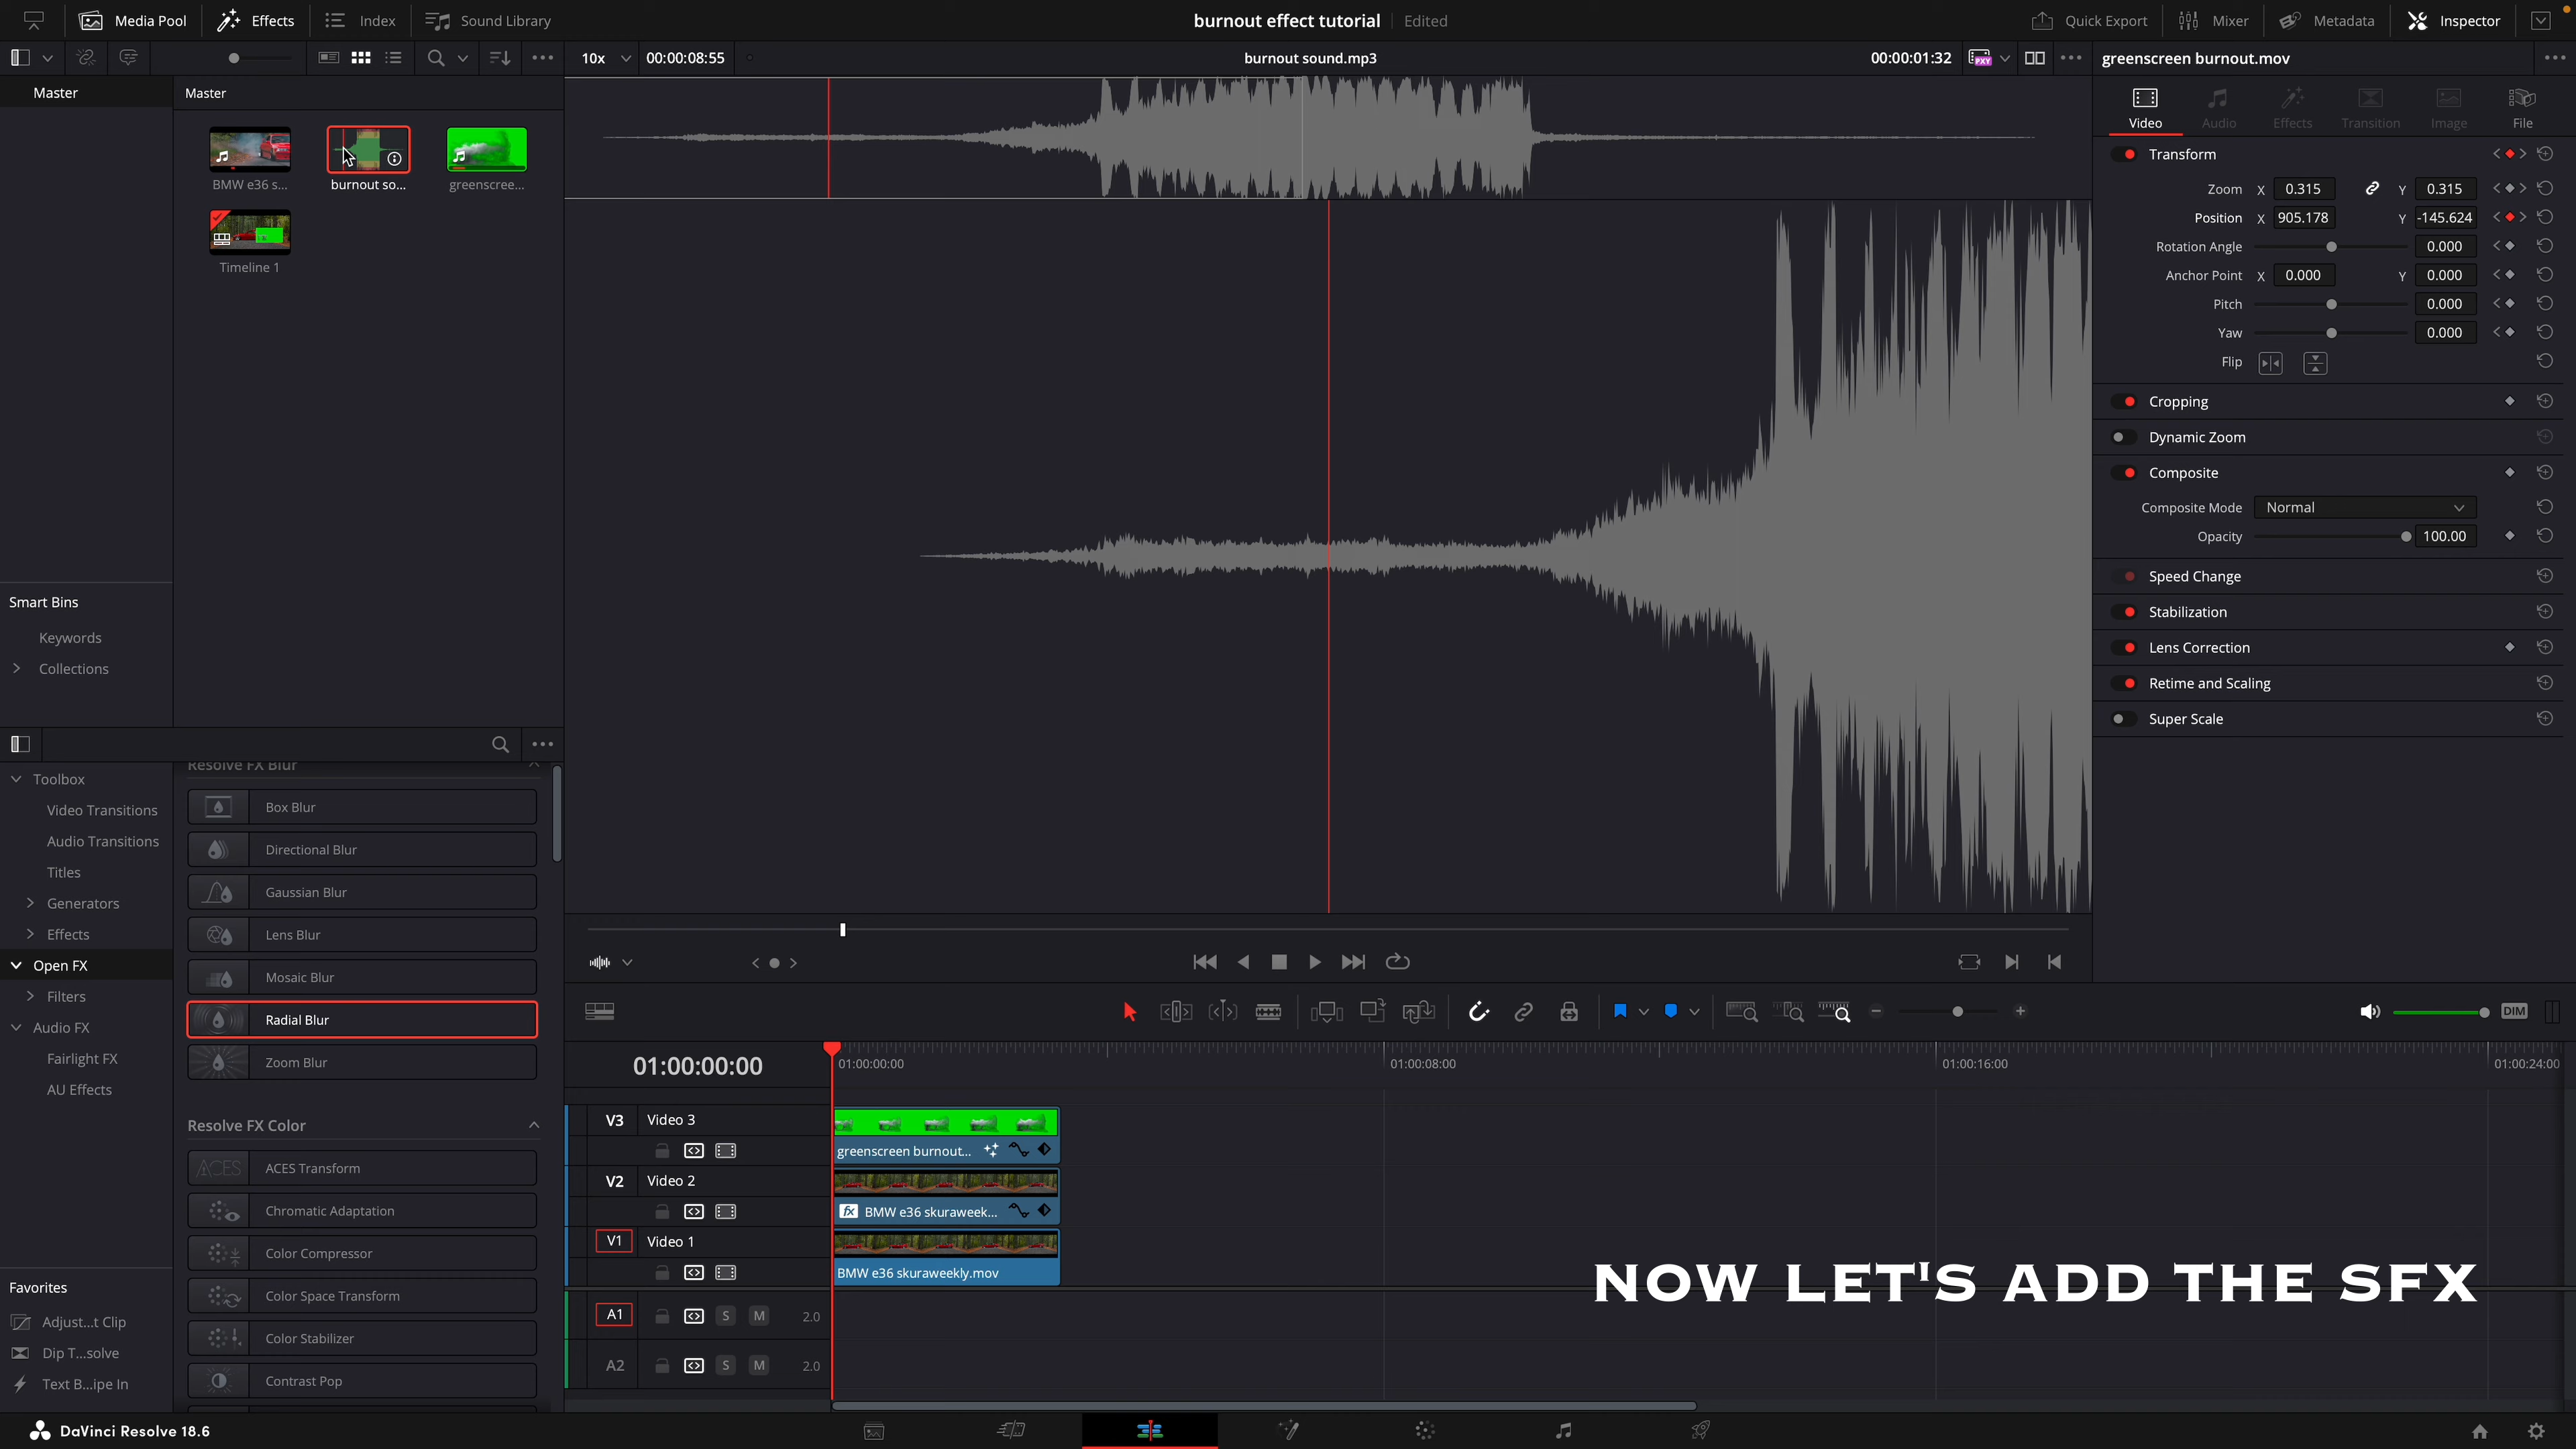 Media Pool Effects Index Sound Library burnout effect tutorial Edited Quick Export Mixer Metadata Inspector
10x 00:00:08:55 burnout sound.mp3 00:00:01:32 PXY greenscreen burnout.mov
Master
Master
BMW e36 s... burnout so... greenscree...
Timeline 1
Smart Bins
Keywords
Collections
Video Audio Effects Transition Image File
Transform
Zoom X 0.315 Y 0.315
Position X 905.178 Y -145.624
Rotation Angle 0.000
Anchor Point X 0.000 Y 0.000
Pitch 0.000
Yaw 0.000
Flip
Cropping
Dynamic Zoom
Composite
Composite Mode Normal
Opacity 100.00
Speed Change
Stabilization
Lens Correction
Retime and Scaling
Super Scale
Toolbox
Video Transitions
Audio Transitions
Titles
Generators
Effects
Open FX
Filters
Audio FX
Fairlight FX
AU Effects
Favorites
Adjust...t Clip
Dip T...solve
Text B...ipe In
Resolve FX Blur
Box Blur
Directional Blur
Gaussian Blur
Lens Blur
Mosaic Blur
Radial Blur
Zoom Blur
Resolve FX Color
ACES ACES Transform
Chromatic Adaptation
Color Compressor
Color Space Transform
Color Stabilizer
Contrast Pop
DIM
01:00:00:00 01:00:00:00 01:00:08:00 01:00:16:00 01:00:24:00
V3 Video 3
greenscreen burnout...
V2 Video 2
fx BMW e36 skuraweek...
V1 Video 1
BMW e36 skuraweekly.mov
A1 S M 2.0
A2 S M 2.0
NOW LET'S ADD THE SFX
DaVinci Resolve 18.6